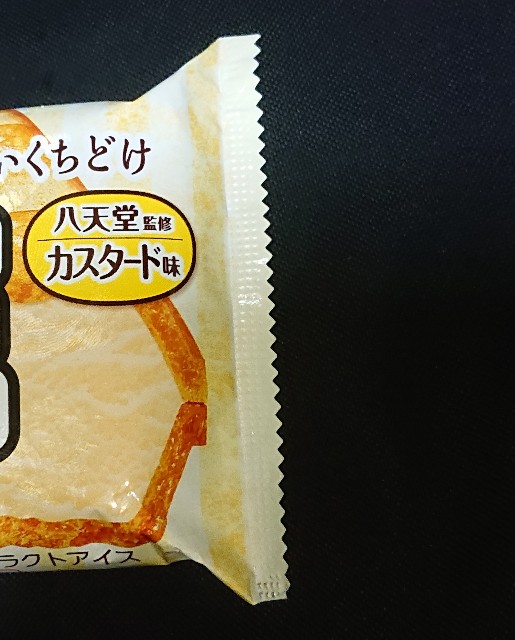 いくちどけ
八天堂監修
カスタード味
ラクトアイス